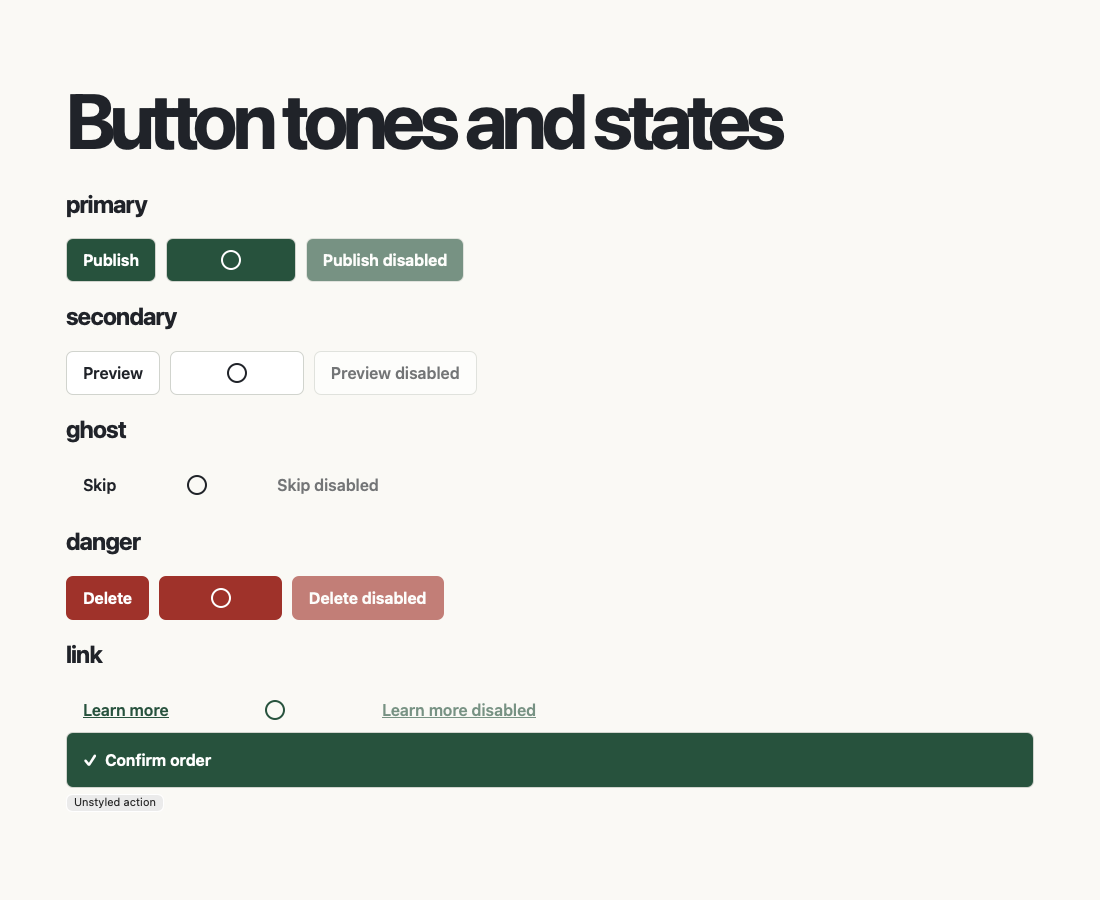 Button tones and states
primary
Publish
Publish disabled
secondary
Preview
Preview disabled
ghost
Skip
Skip disabled
danger
Delete
Delete disabled
link
Learn more
Learn more disabled
✓ Confirm order
Unstyled action